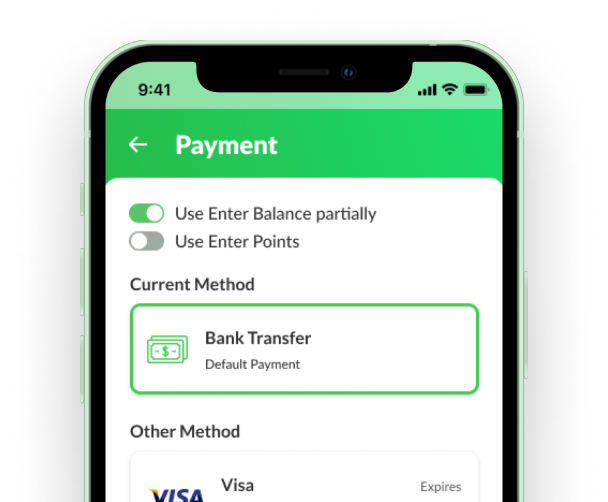 9:41
Payment
Use Enter Balance partially
Use Enter Points
Current Method
-$-
Bank Transfer
Default Payment
Other Method
Visa
Expires
VISA